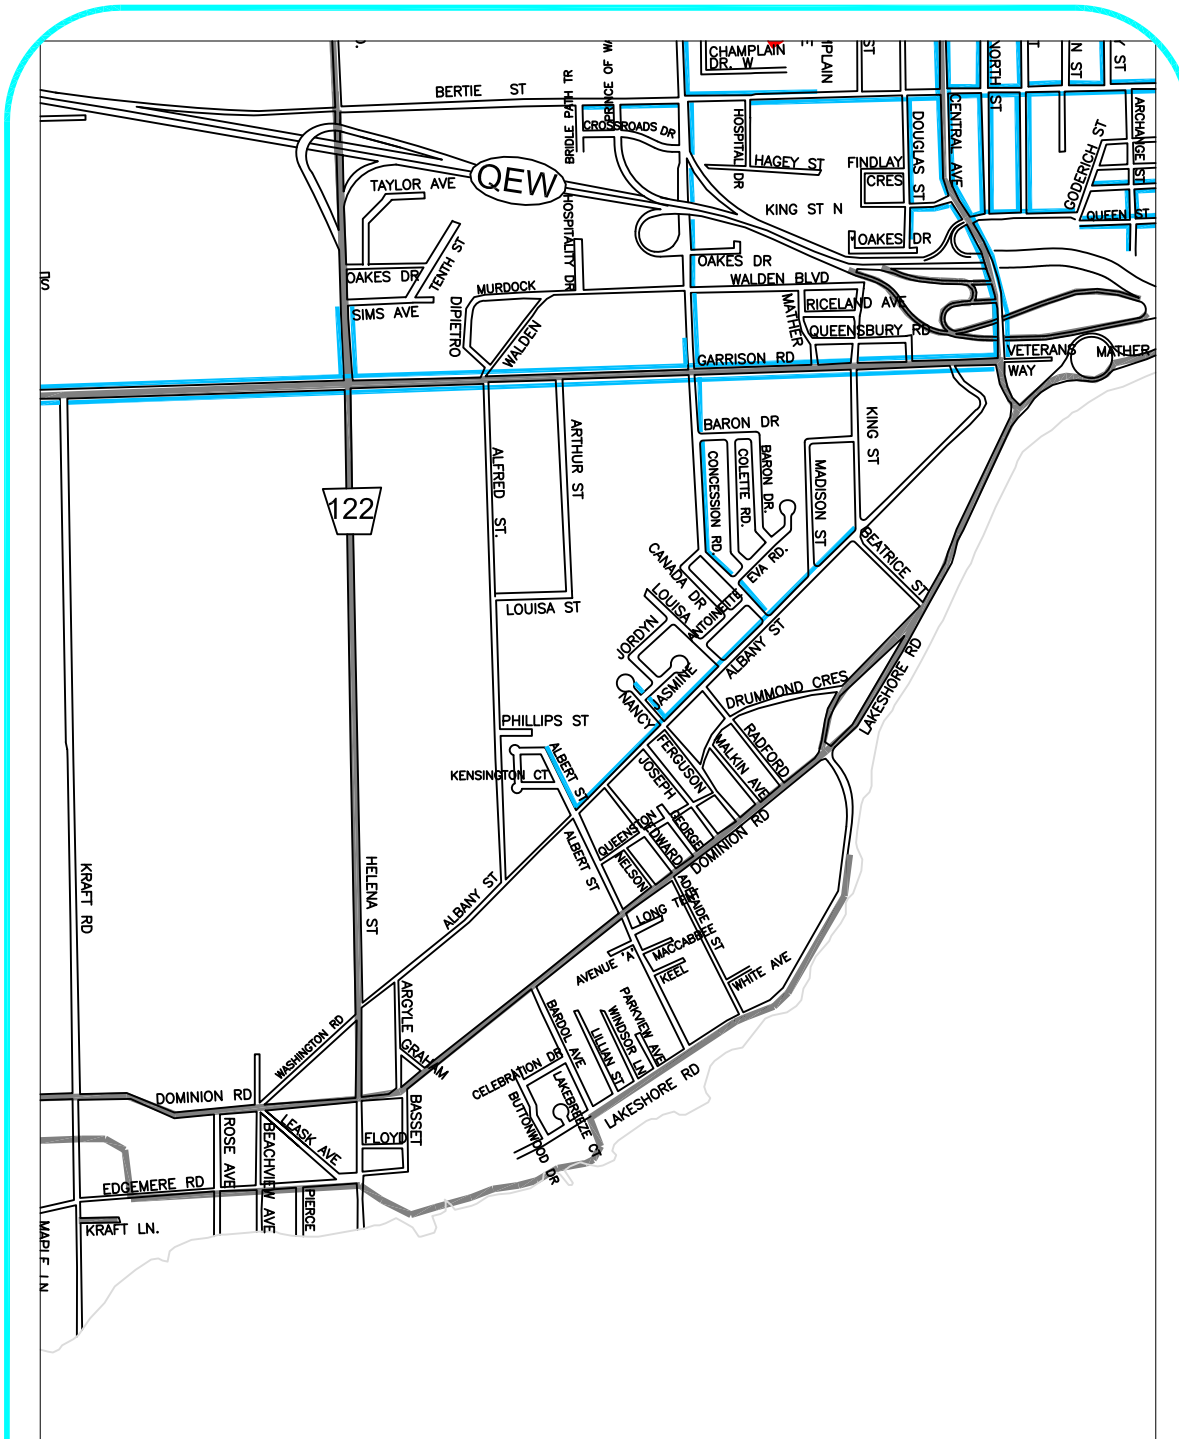 CHAMPLAIN
DR. W
BERTIE ST
BRIDLE PATH TR
CROSSROADS DR
HOSPITAL DR
HAGEY ST
FINDLAY
CRES
DOUGLAS ST
CENTRAL AVE
NORTH ST
GODERICH ST
ARCHANGE ST
QUEEN ST
QEW
TAYLOR AVE
KING ST N
OAKES DR
OAKES DR
OAKES DR
TENTH ST
HOSPITALITY DR
SIMS AVE
MURDOCK
DIPIETRO
WALDEN
WALDEN BLVD
MATHER
RICELAND AVE
QUEENSBURY RD
GARRISON RD
VETERANS
WAY
MATHER
BARON DR
KING ST
ALFRED ST.
ARTHUR ST
CONCESSION RD.
COLETTE RD.
BARON DR.
MADISON ST
122
CANADA DR
EVA RD.
BEATRICE ST
LOUISA ST
LOUISA
ANTOINETTE
JORDYN
ALBANY ST
LAKESHORE RD
JASMINE
NANCY
DRUMMOND CRES
PHILLIPS ST
RADFORD
FERGUSON
MALKIN AVE
KENSINGTON CT
ALBERT ST
JOSEPH
QUEENSTON
GEORGE
EDWARD
DOMINION RD
ALBERT ST
NELSON
KRAFT RD
HELENA ST
ALBANY ST
ADELAIDE ST
LONG TER
MACCABBEE
AVENUE 'A'
KEEL
WHITE AVE
ARGYLE
PARKVIEW AVE
WINDSOR LN
BARDOL AVE
LILLIAN ST
WASHINGTON RD
GRAHAM
CELEBRATION DR
LAKEBREEZE CT
BUTTONWOOD DR
LAKESHORE RD
DOMINION RD
ROSE AVE
BEACHVIEW AVE
LEASK AVE
FLOYD
BASSET
EDGEMERE RD
PIERCE
KRAFT LN.
MAPLE LN